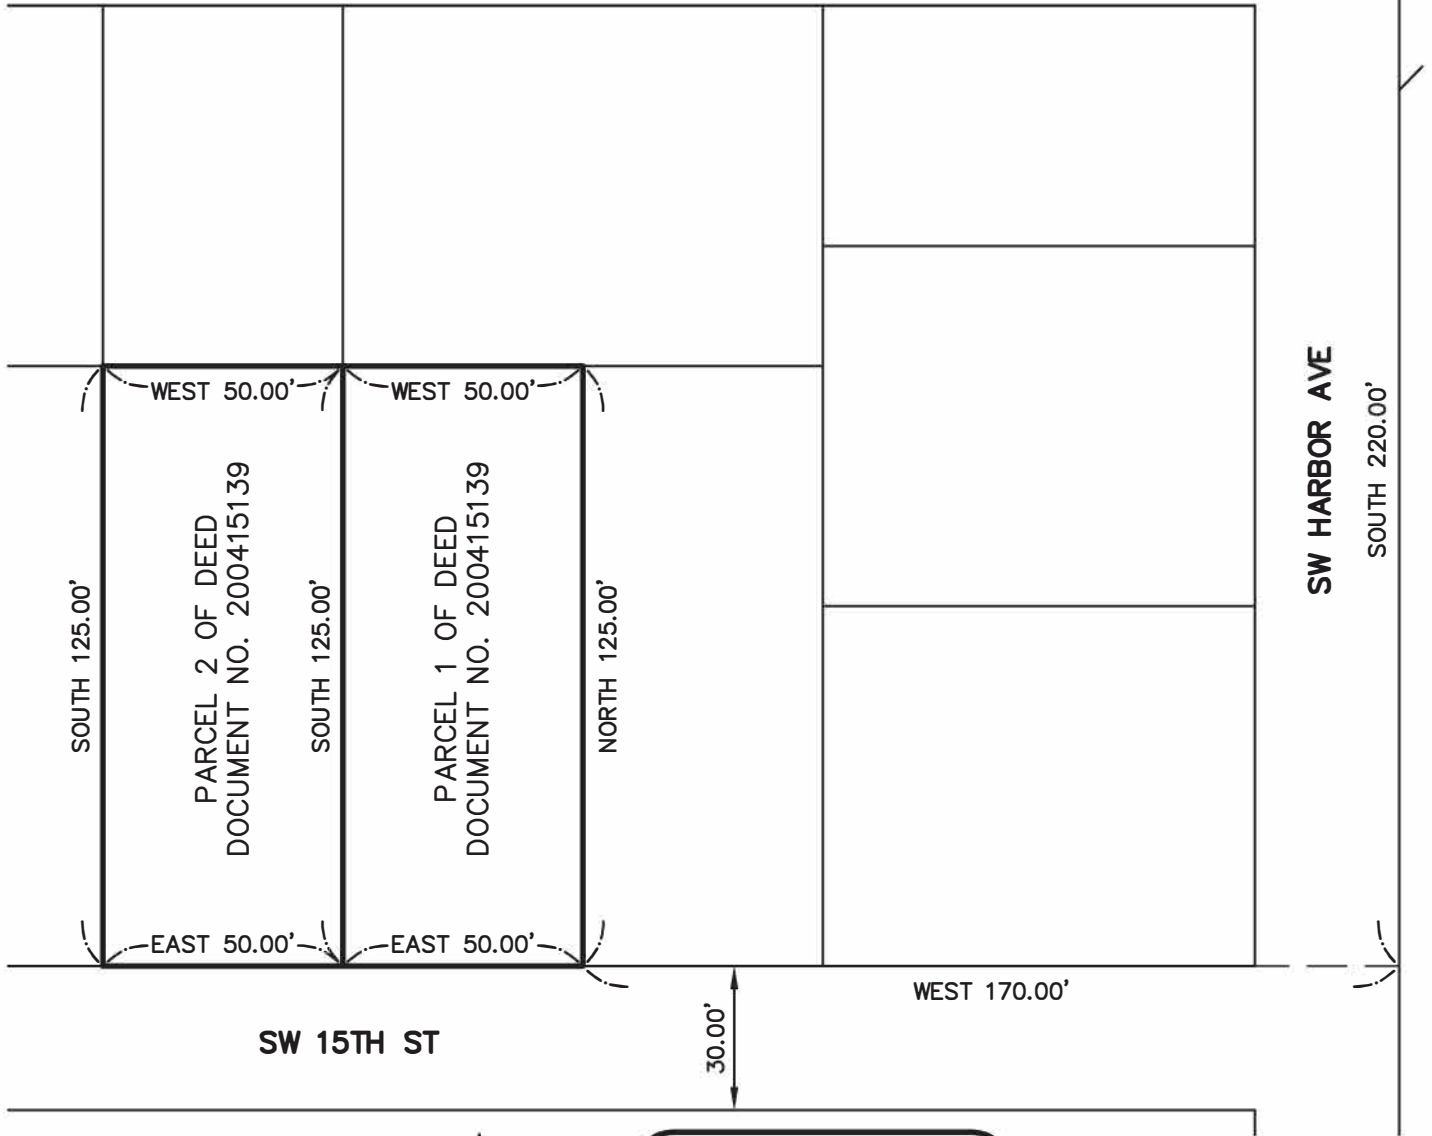 WEST 50.00'
WEST 50.00'
SOUTH 125.00'
PARCEL 2 OF DEED
DOCUMENT NO. 200415139
SOUTH 125.00'
PARCEL 1 OF DEED
DOCUMENT NO. 200415139
NORTH 125.00'
SW HARBOR AVE
SOUTH 220.00'
EAST 50.00'
EAST 50.00'
WEST 170.00'
SW 15TH ST
30.00'